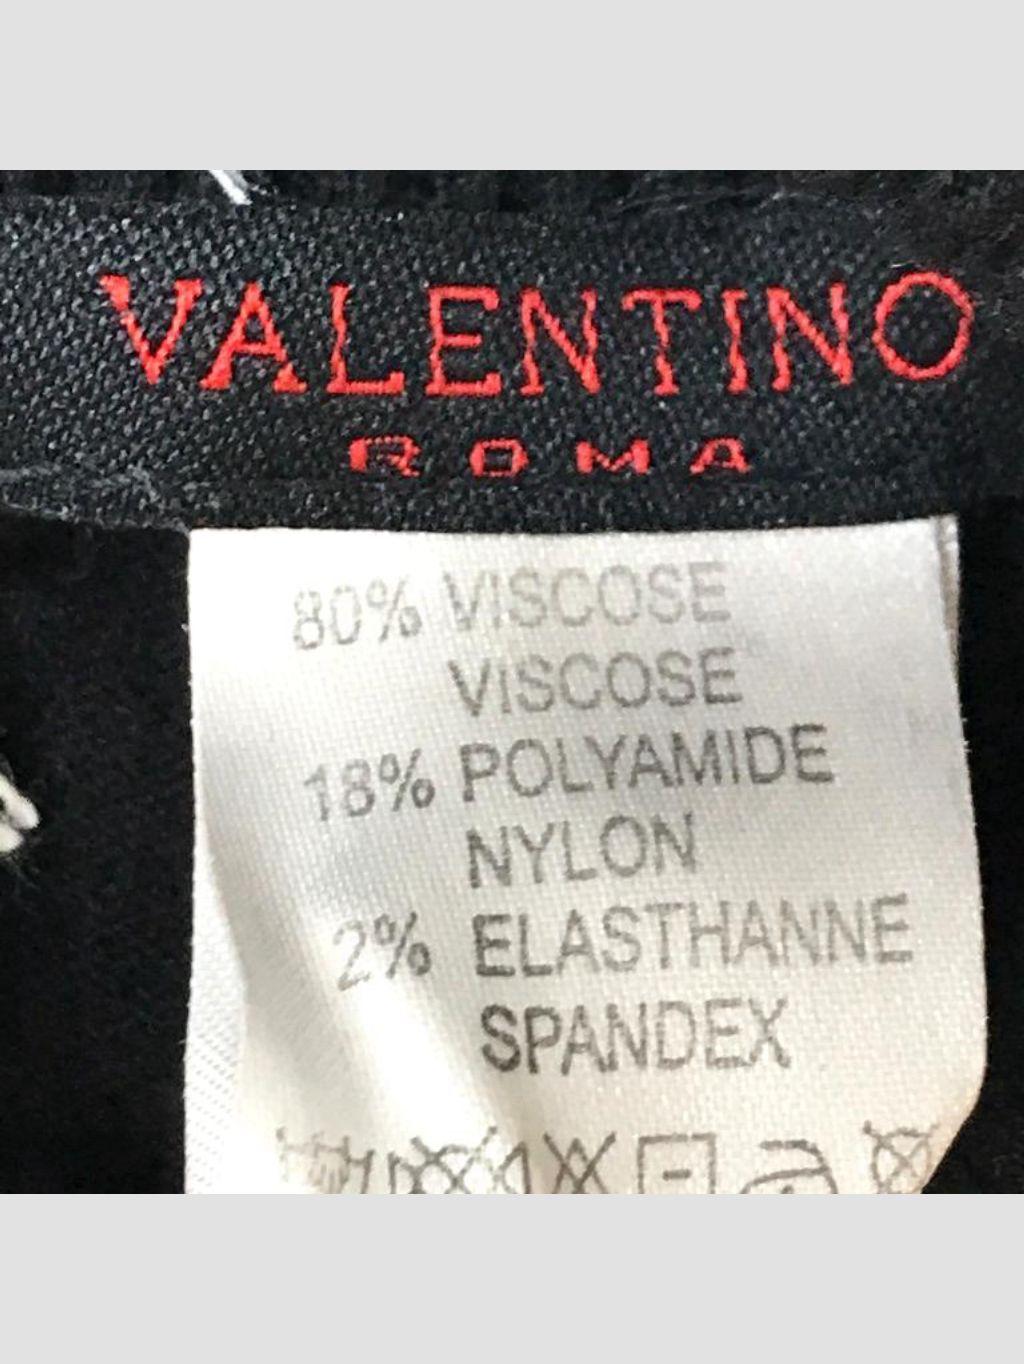 VALENTINO
ROMA
80% VISCOSE
VISCOSE
18% POLYAMIDE
NYLON
2% ELASTHANNE
SPANDEX